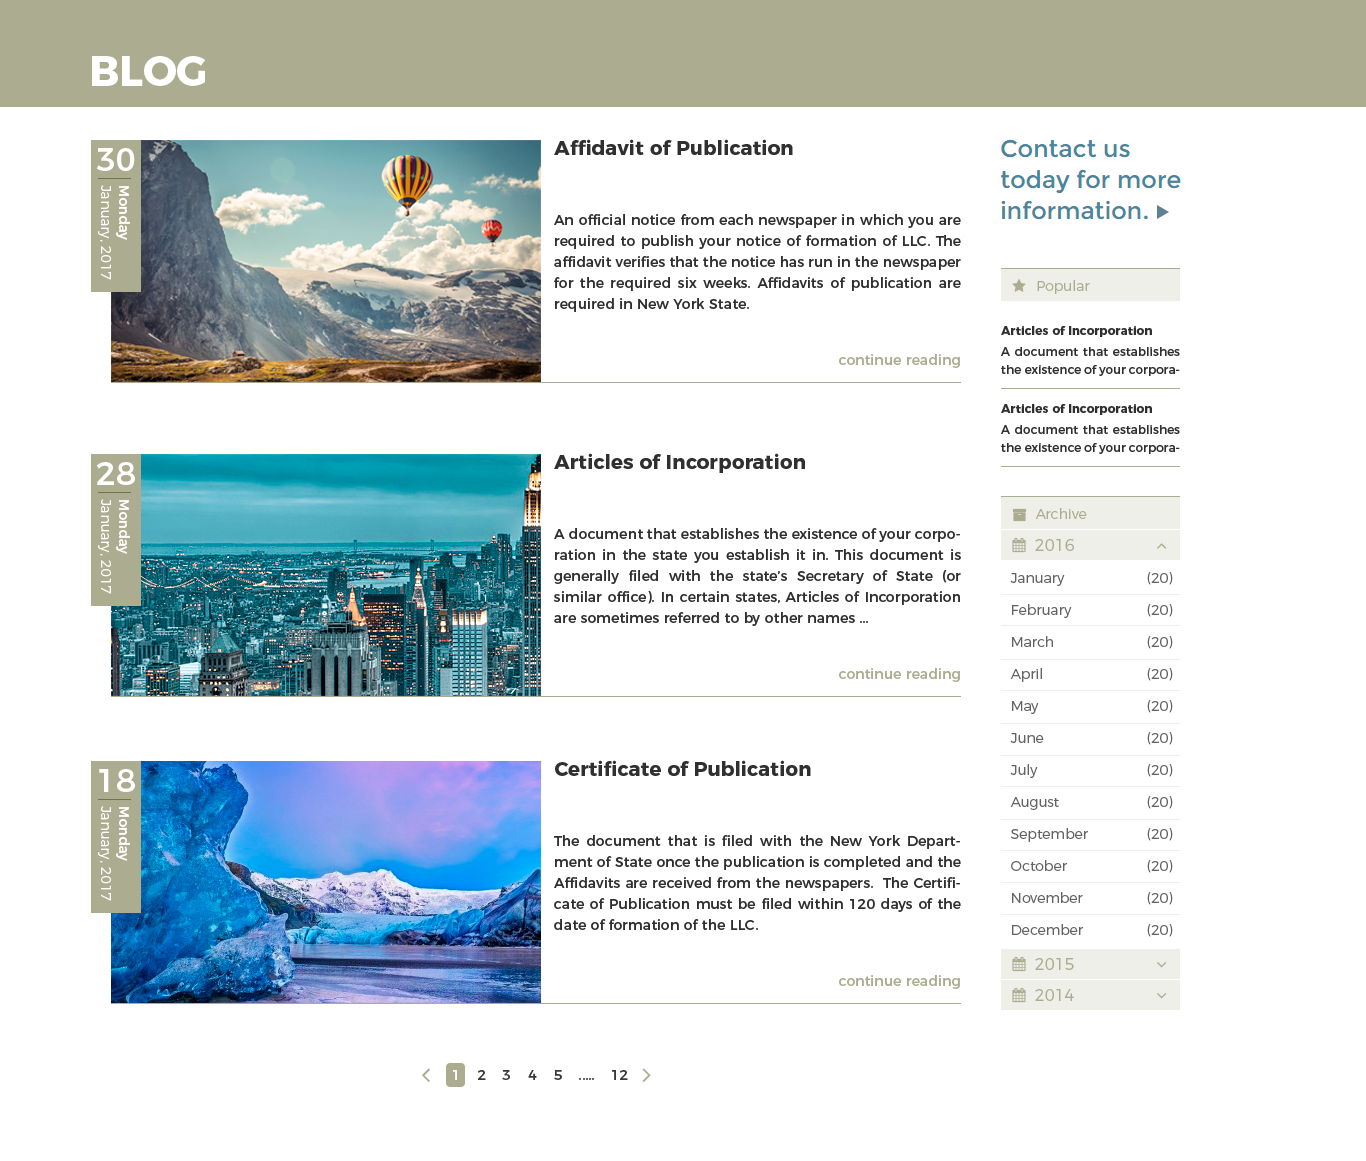 BLOG
30
Monday
January, 2017
Affidavit of Publication
An official notice from each newspaper in which you are
required to publish your notice of formation of LLC. The
affidavit verifies that the notice has run in the newspaper
for the required six weeks. Affidavits of publication are
required in New York State.
continue reading
28
Monday
January, 2017
Articles of Incorporation
A document that establishes the existence of your corpo-
ration in the state you establish it in. This document is
generally filed with the state's Secretary of State (or
similar office). In certain states, Articles of Incorporation
are sometimes referred to by other names ...
continue reading
18
Monday
January, 2017
Certificate of Publication
The document that is filed with the New York Depart-
ment of State once the publication is completed and the
Affidavits are received from the newspapers. The Certifi-
cate of Publication must be filed within 120 days of the
date of formation of the LLC.
continue reading
1 2 3 4 5 ..... 12
Contact us
today for more
information.
Popular
Articles of Incorporation
A document that establishes
the existence of your corpora-
Articles of Incorporation
A document that establishes
the existence of your corpora-
Archive
2016
January (20)
February (20)
March (20)
April (20)
May (20)
June (20)
July (20)
August (20)
September (20)
October (20)
November (20)
December (20)
2015
2014